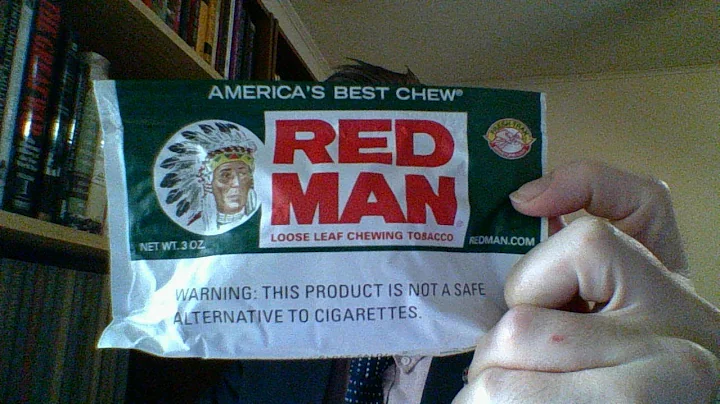 AMERICA'S BEST CHEW®
RED
MAN
LOOSE LEAF CHEWING TOBACCO
NET WT. 3 OZ.
REDMAN.COM
WARNING: THIS PRODUCT IS NOT A SAFE
ALTERNATIVE TO CIGARETTES.